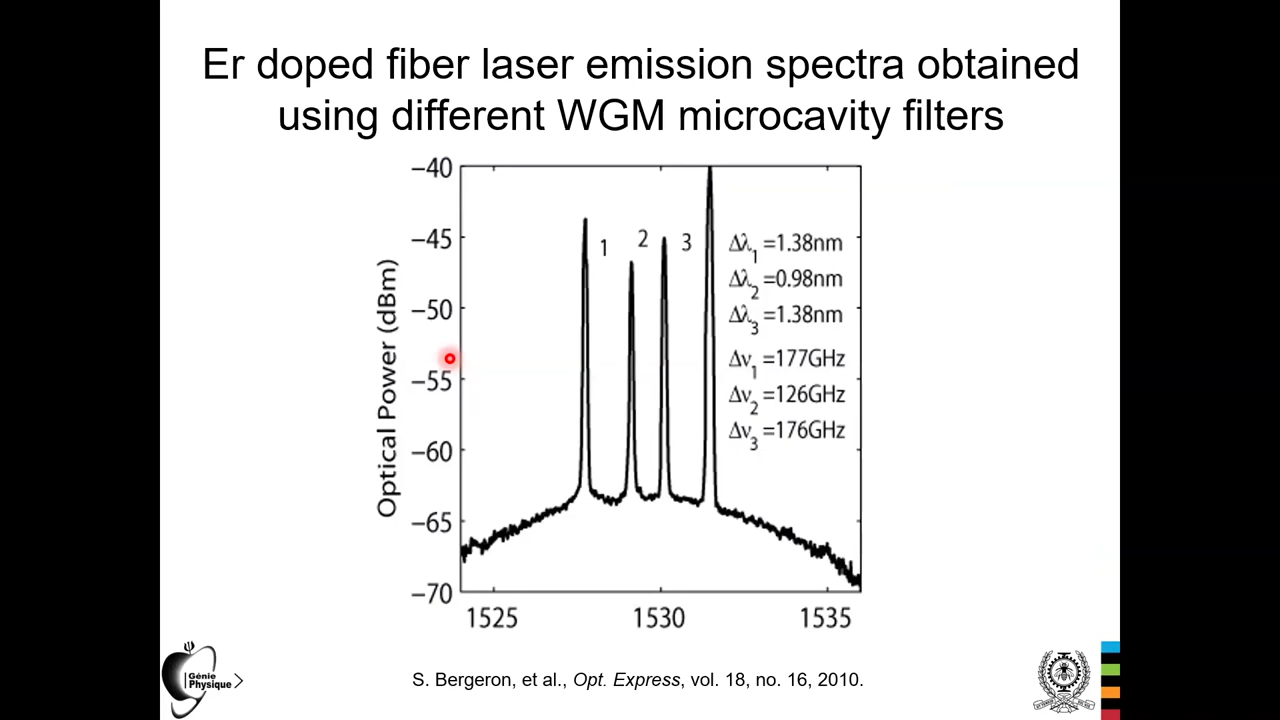 Er doped fiber laser emission spectra obtained
using different WGM microcavity filters
−40
−45
−50
−55
−60
−65
−70
Optical Power (dBm)
1
2
3
Δλ1 =1.38nm
Δλ2 =0.98nm
Δλ3 =1.38nm
Δν1 =177GHz
Δν2 =126GHz
Δν3 =176GHz
1525
1530
1535
Génie
Physique
S. Bergeron, et al., Opt. Express, vol. 18, no. 16, 2010.